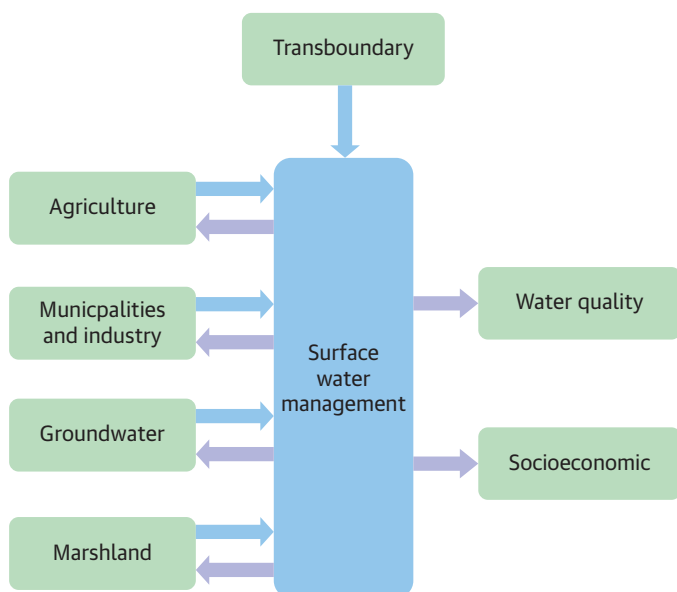 Transboundary
Agriculture
Municpalities
and industry
Groundwater
Marshland
Surface
water
management
Water quality
Socioeconomic